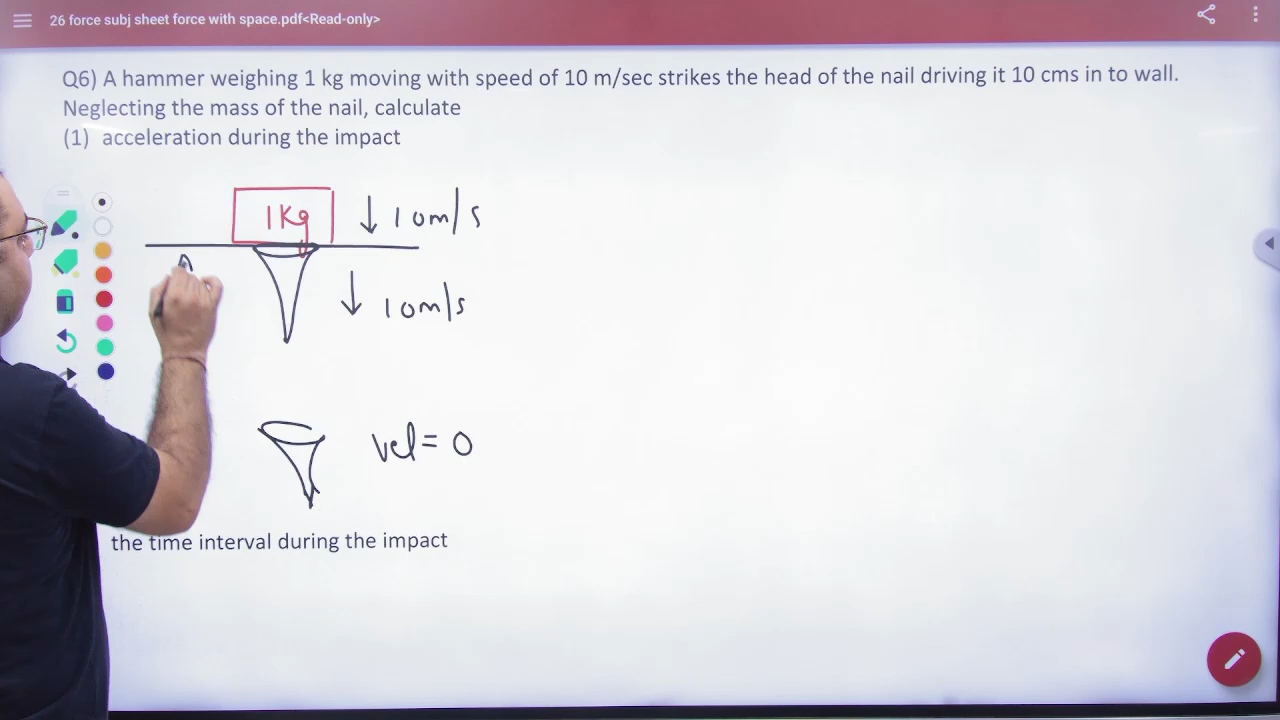 26 force subj sheet force with space.pdf<Read-only>
Q6) A hammer weighing 1 kg moving with speed of 10 m/sec strikes the head of the nail driving it 10 cms in to wall.
Neglecting the mass of the nail, calculate
(1) acceleration during the impact
1kg ↓ 10m/s
↓ 10m/s
vel = 0
the time interval during the impact